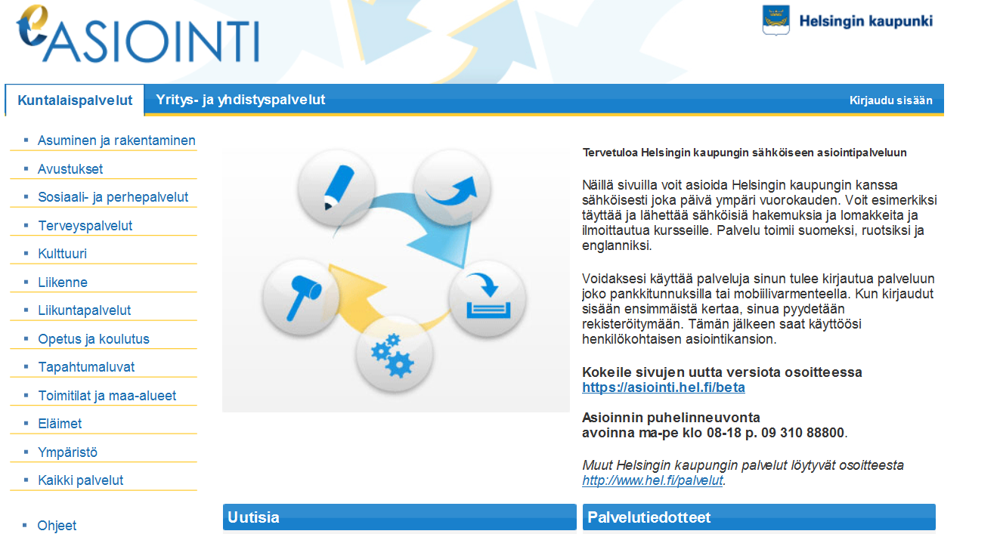 eASIOINTI
Helsingin kaupunki
Kuntalaispalvelut
Yritys- ja yhdistyspalvelut
Kirjaudu sisään
Asuminen ja rakentaminen
Avustukset
Sosiaali- ja perhepalvelut
Terveyspalvelut
Kulttuuri
Liikenne
Liikuntapalvelut
Opetus ja koulutus
Tapahtumaluvat
Toimitilat ja maa-alueet
Eläimet
Ympäristö
Kaikki palvelut
Ohjeet
Tervetuloa Helsingin kaupungin sähköiseen asiointipalveluun
Näillä sivuilla voit asioida Helsingin kaupungin kanssa
sähköisesti joka päivä ympäri vuorokauden. Voit esimerkiksi
täyttää ja lähettää sähköisiä hakemuksia ja lomakkeita ja
ilmoittautua kursseille. Palvelu toimii suomeksi, ruotsiksi ja
englanniksi.
Voidaksesi käyttää palveluja sinun tulee kirjautua palveluun
joko pankkitunnuksilla tai mobiilivarmenteella. Kun kirjaudut
sisään ensimmäistä kertaa, sinua pyydetään
rekisteröitymään. Tämän jälkeen saat käyttöösi
henkilökohtaisen asiointikansion.
Kokeile sivujen uutta versiota osoitteessa
https://asiointi.hel.fi/beta
Asioinnin puhelinneuvonta
avoinna ma-pe klo 08-18 p. 09 310 88800.
Muut Helsingin kaupungin palvelut löytyvät osoitteesta
http://www.hel.fi/palvelut.
Uutisia
Palvelutiedotteet